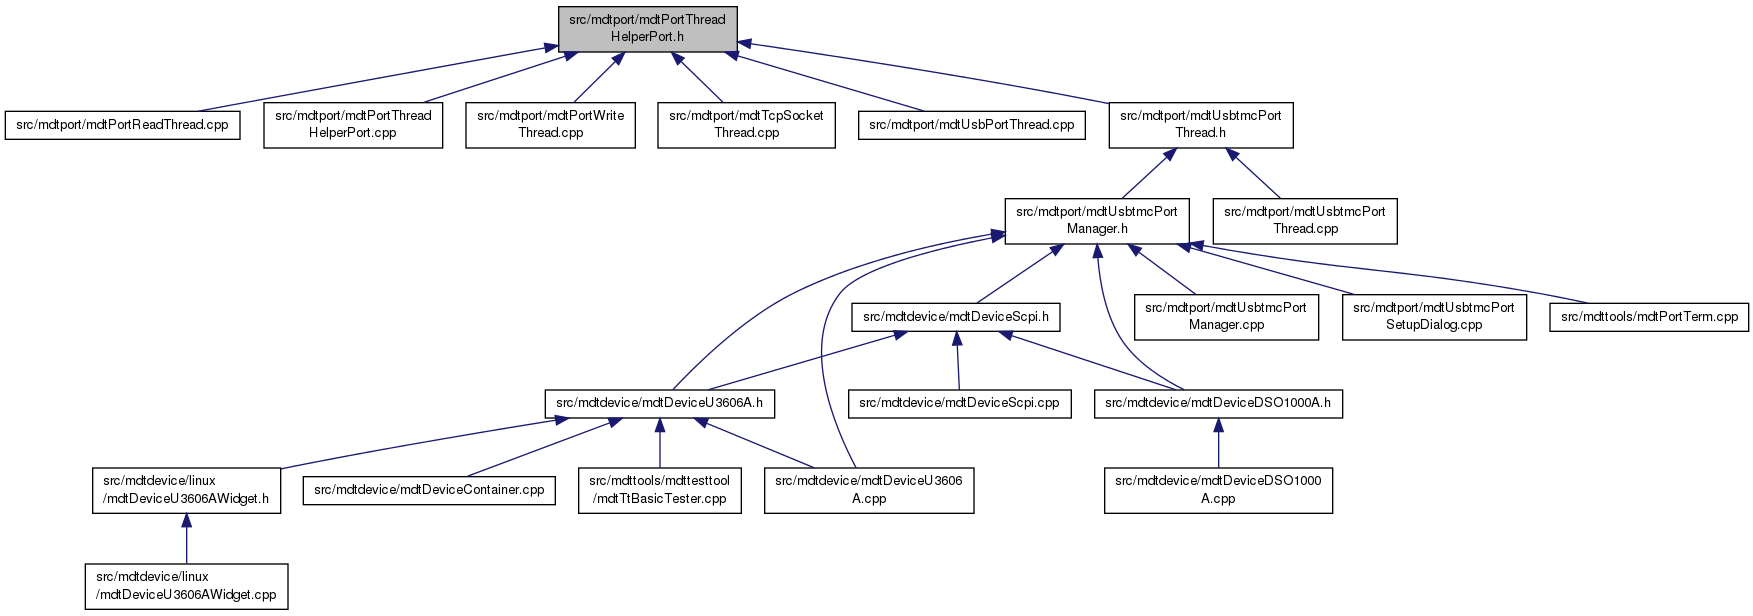 src/mdtport/mdtPortThread
HelperPort.h
src/mdtport/mdtPortReadThread.cpp
src/mdtport/mdtPortThread
HelperPort.cpp
src/mdtport/mdtPortWrite
Thread.cpp
src/mdtport/mdtTcpSocket
Thread.cpp
src/mdtport/mdtUsbPortThread.cpp
src/mdtport/mdtUsbtmcPort
Thread.h
src/mdtport/mdtUsbtmcPort
Manager.h
src/mdtport/mdtUsbtmcPort
Thread.cpp
src/mdtdevice/mdtDeviceScpi.h
src/mdtport/mdtUsbtmcPort
Manager.cpp
src/mdtport/mdtUsbtmcPort
SetupDialog.cpp
src/mdttools/mdtPortTerm.cpp
src/mdtdevice/mdtDeviceU3606A.h
src/mdtdevice/mdtDeviceScpi.cpp
src/mdtdevice/mdtDeviceDSO1000A.h
src/mdtdevice/linux
/mdtDeviceU3606AWidget.h
src/mdtdevice/mdtDeviceContainer.cpp
src/mdttools/mdttesttool
/mdtTtBasicTester.cpp
src/mdtdevice/mdtDeviceU3606
A.cpp
src/mdtdevice/mdtDeviceDSO1000
A.cpp
src/mdtdevice/linux
/mdtDeviceU3606AWidget.cpp